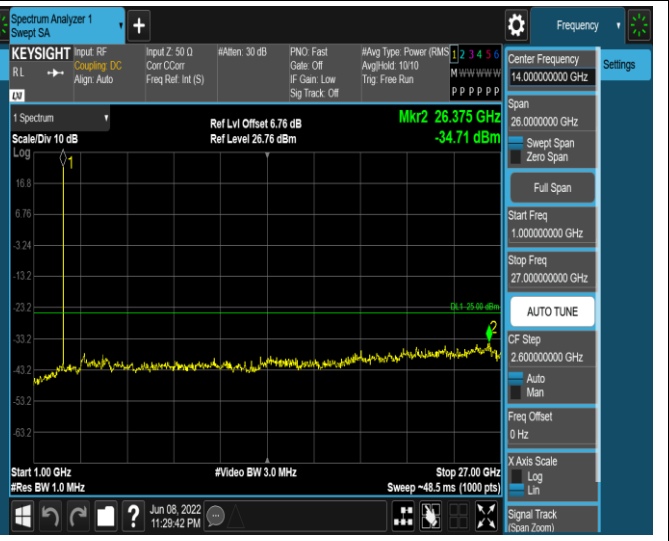 Spectrum Analyzer 1
Swept SA
Frequency
KEYSIGHT
RL
LXI
Input: RF
Coupling: DC
Align: Auto
Input Z: 50 Ω
Corr CCorr
Freq Ref: Int (S)
#Atten: 30 dB
PNO: Fast
Gate: Off
IF Gain: Low
Sig Track: Off
#Avg Type: Power (RMS
Avg|Hold: 10/10
Trig: Free Run
1 2 3 4 5 6
M W W W W W
P P P P P P
1 Spectrum
Scale/Div 10 dB
Log
Ref Lvl Offset 6.76 dB
Ref Level 26.76 dBm
Mkr2 26.375 GHz
-34.71 dBm
1
16.8
6.76
-3.24
-13.2
-23.2
DL1 -25.00 dBm
2
-33.2
-43.2
-53.2
-63.2
Start 1.00 GHz
#Res BW 1.0 MHz
#Video BW 3.0 MHz
Stop 27.00 GHz
Sweep ~48.5 ms (1000 pts)
Jun 08, 2022
11:29:42 PM
Center Frequency
14.000000000 GHz
Settings
Span
26.0000000 GHz
Swept Span
Zero Span
Full Span
Start Freq
1.000000000 GHz
Stop Freq
27.000000000 GHz
AUTO TUNE
CF Step
2.600000000 GHz
Auto
Man
Freq Offset
0 Hz
X Axis Scale
Log
Lin
Signal Track
(Span Zoom)